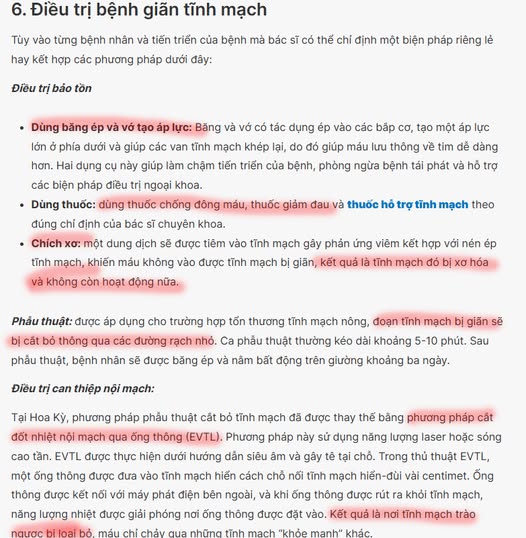 6. Điều trị bệnh giãn tĩnh mạch
Tùy vào từng bệnh nhân và tiến triển của bệnh mà bác sĩ có thể chỉ định một biện pháp riêng lẻ
hay kết hợp các phương pháp dưới đây:
Điều trị bảo tồn
• Dùng băng ép và vớ tạo áp lực: Băng và vớ có tác dụng ép vào các bắp cơ, tạo một áp lực
lớn ở phía dưới và giúp các van tĩnh mạch khép lại, do đó giúp máu lưu thông về tim dễ dàng
hơn. Hai dụng cụ này giúp làm chậm tiến triển của bệnh, phòng ngừa bệnh tái phát và hỗ trợ
các biện pháp điều trị ngoại khoa.
• Dùng thuốc: dùng thuốc chống đông máu, thuốc giảm đau và thuốc hỗ trợ tĩnh mạch theo
đúng chỉ định của bác sĩ chuyên khoa.
• Chích xơ: một dung dịch sẽ được tiêm vào tĩnh mạch gây phản ứng viêm kết hợp với nén ép
tĩnh mạch, khiến máu không vào được tĩnh mạch bị giãn, kết quả là tĩnh mạch đó bị xơ hóa
và không còn hoạt động nữa.
Phẫu thuật: được áp dụng cho trường hợp tổn thương tĩnh mạch nông, đoạn tĩnh mạch bị giãn sẽ
bị cắt bỏ thông qua các đường rạch nhỏ. Ca phẫu thuật thường kéo dài khoảng 5-10 phút. Sau
phẫu thuật, bệnh nhân sẽ được băng ép và nằm bất động trên giường khoảng ba ngày.
Điều trị can thiệp nội mạch:
Tại Hoa Kỳ, phương pháp phẫu thuật cắt bỏ tĩnh mạch đã được thay thế bằng phương pháp cắt
đốt nhiệt nội mạch qua ống thông (EVTL). Phương pháp này sử dụng năng lượng laser hoặc sóng
cao tần. EVTL được thực hiện dưới hướng dẫn siêu âm và gây tê tại chỗ. Trong thủ thuật EVTL,
một ống thông được đưa vào tĩnh mạch hiển cách chỗ nối tĩnh mạch hiển-đùi vài centimet. Ống
thông được kết nối với máy phát điện bên ngoài, và khi ống thông được rút ra khỏi tĩnh mạch,
năng lượng nhiệt được giải phóng nơi ống thông được đặt vào. Kết quả là nơi tĩnh mạch trào
ngược bị loại bỏ, máu chỉ chảy qua những tĩnh mạch “khỏe mạnh” khác.